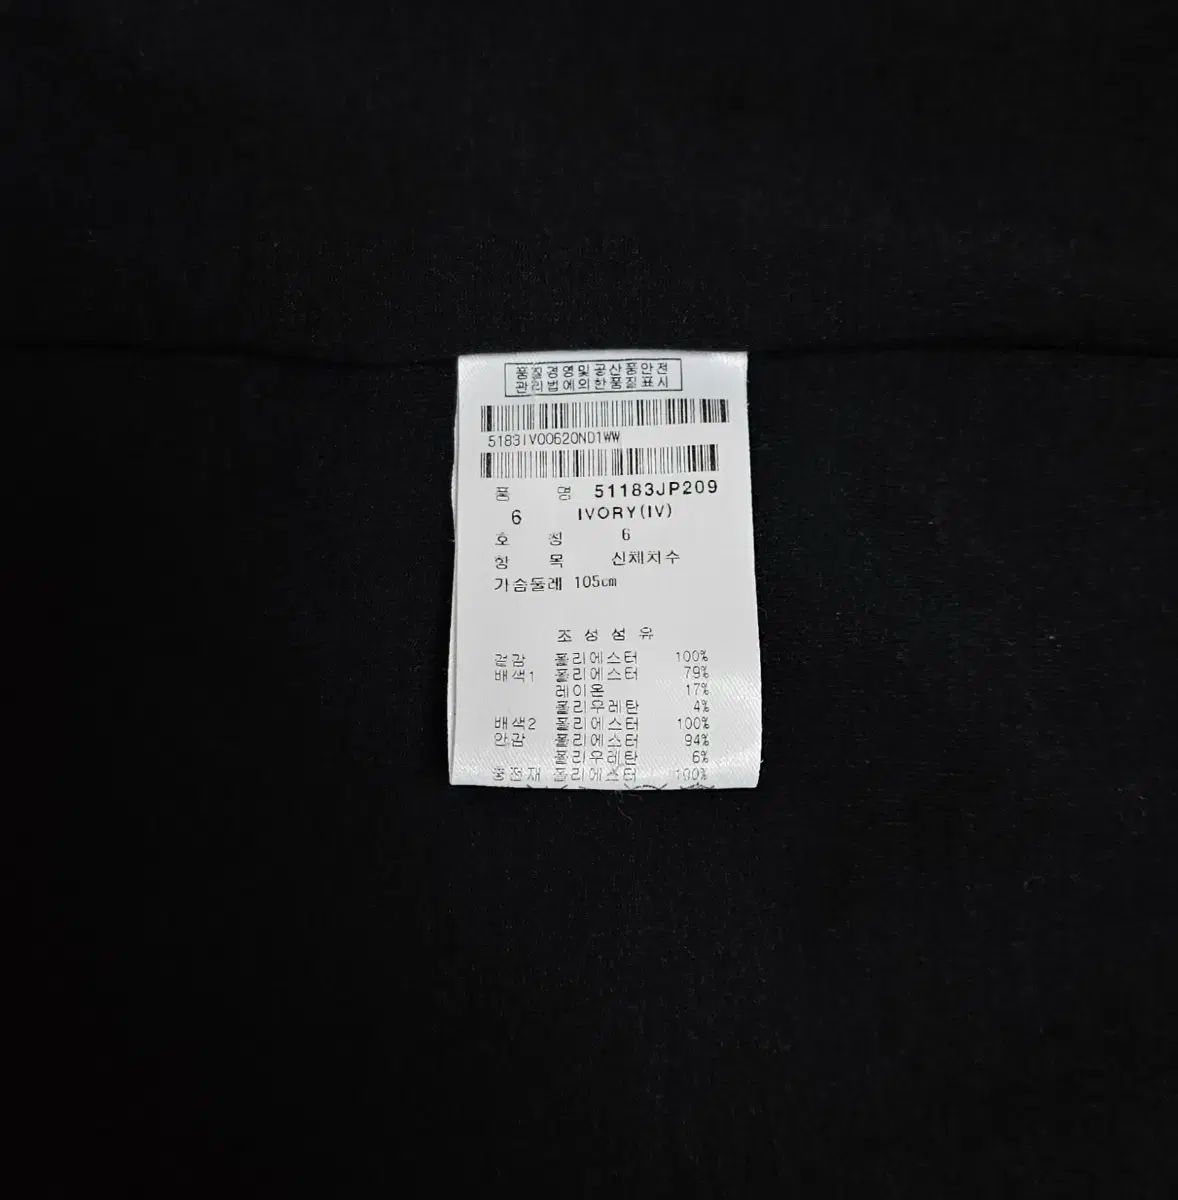 품질경영및공산품안전
관리법에의한품질표시
5183IV00620ND1WW
품 명 51183JP209
6 IVORY(IV)
호 칭 6
항 목 신체치수
가슴둘레 105cm
조성섬유
겉감 폴리에스터 100%
배색1 폴리에스터 79%
레이온 17%
폴리우레탄 4%
배색2 폴리에스터 100%
안감 폴리에스터 94%
폴리우레탄 6%
충전재 폴리에스터 100%